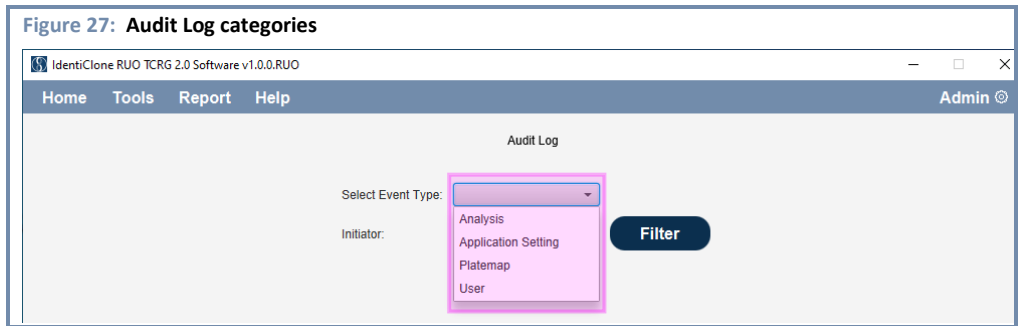 Figure 27: Audit Log categories
IdentiClone RUO TCRG 2.0 Software v1.0.0.RUO
Home Tools Report Help Admin
Audit Log
Select Event Type:
Analysis
Initiator: Filter
Application Setting
Platemap
User